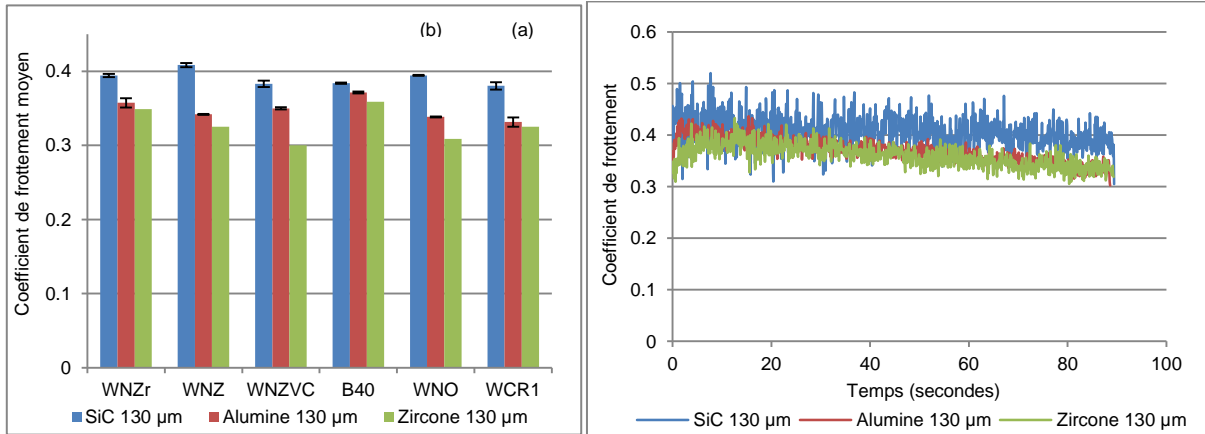 (b) (a)
Coefficient de frottement moyen
0.4
0.3
0.2
0.1
0
WNZr WNZ WNZVC B40 WNO WCR1
SiC 130 µm Alumine 130 µm Zircone 130 µm
Coefficient de frottement
0.6
0.5
0.4
0.3
0.2
0.1
0
0 20 40 60 80 100
Temps (secondes)
SiC 130 µm Alumine 130 µm Zircone 130 µm